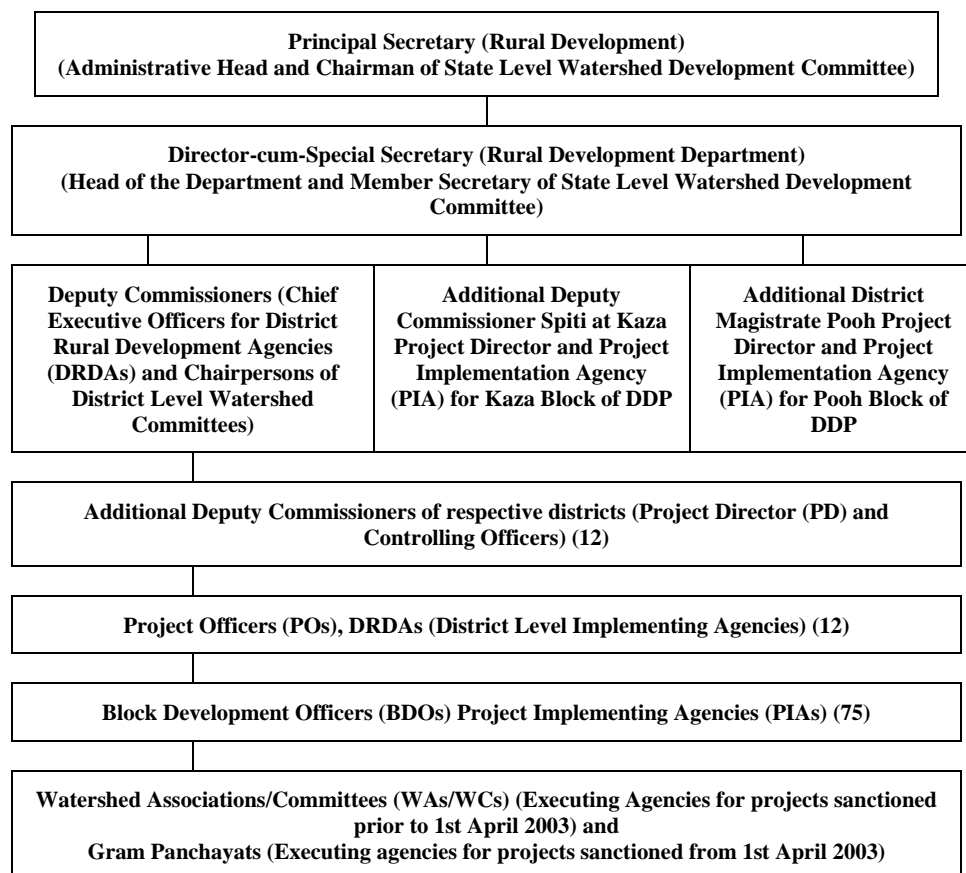 Principal Secretary (Rural Development)
(Administrative Head and Chairman of State Level Watershed Development Committee)
Director-cum-Special Secretary (Rural Development Department)
(Head of the Department and Member Secretary of State Level Watershed Development
Committee)
Deputy Commissioners (Chief
Executive Officers for District
Rural Development Agencies
(DRDAs) and Chairpersons of
District Level Watershed
Committees)
Additional Deputy
Commissioner Spiti at Kaza
Project Director and Project
Implementation Agency
(PIA) for Kaza Block of DDP
Additional District
Magistrate Pooh Project
Director and Project
Implementation Agency
(PIA) for Pooh Block of
DDP
Additional Deputy Commissioners of respective districts (Project Director (PD) and
Controlling Officers) (12)
Project Officers (POs), DRDAs (District Level Implementing Agencies) (12)
Block Development Officers (BDOs) Project Implementing Agencies (PIAs) (75)
Watershed Associations/Committees (WAs/WCs) (Executing Agencies for projects sanctioned
prior to 1st April 2003) and
Gram Panchayats (Executing agencies for projects sanctioned from 1st April 2003)